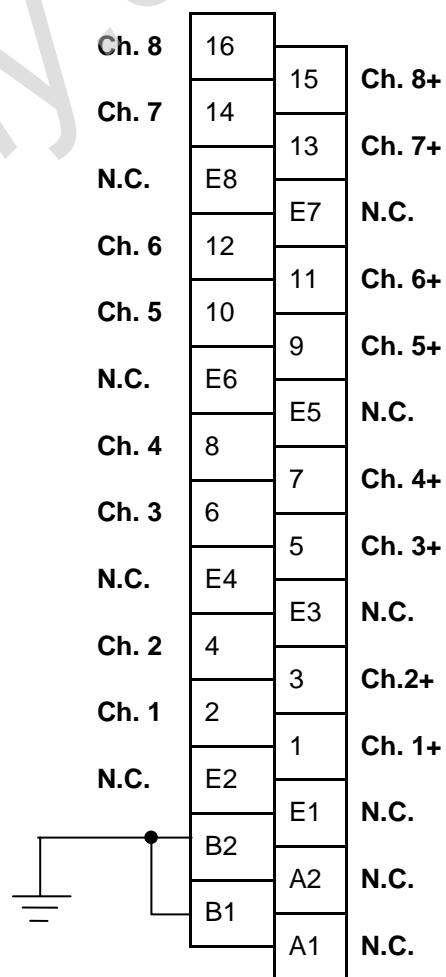 Ch. 8 16
15 Ch. 8+
Ch. 7 14
13 Ch. 7+
N.C. E8
E7 N.C.
Ch. 6 12
11 Ch. 6+
Ch. 5 10
9 Ch. 5+
N.C. E6
E5 N.C.
Ch. 4 8
7 Ch. 4+
Ch. 3 6
5 Ch. 3+
N.C. E4
E3 N.C.
Ch. 2 4
3 Ch.2+
Ch. 1 2
1 Ch. 1+
N.C. E2
E1 N.C.
B2
A2 N.C.
B1
A1 N.C.